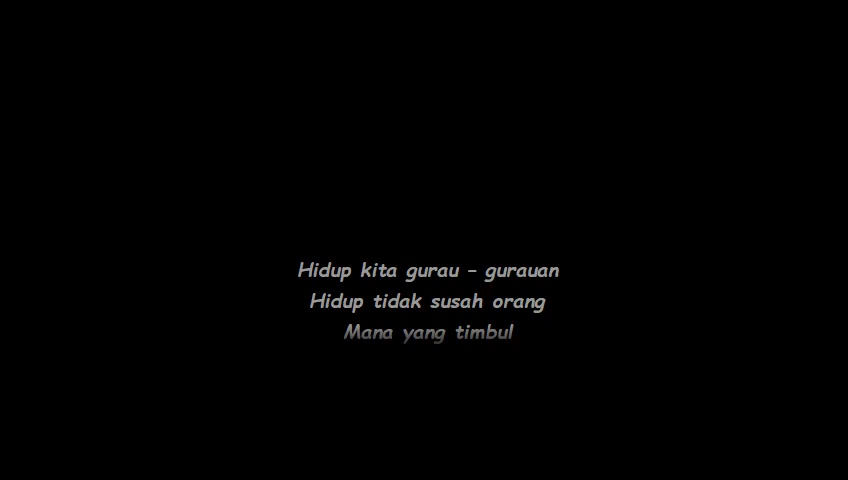 Hidup kita gurau - gurauan
Hidup tidak susah orang
Mana yang timbul